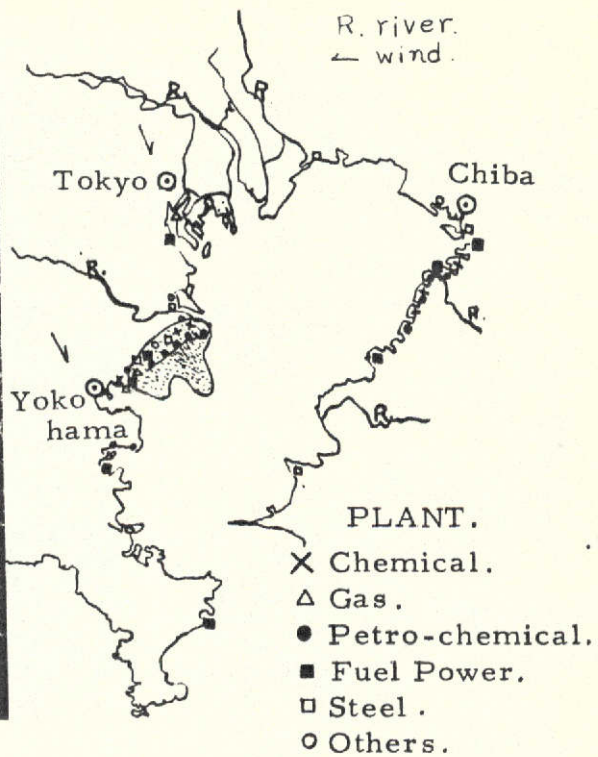 R. river.
← wind.
R.
R.
Tokyo
Chiba
R.
R.
Yoko
hama
R.
PLANT.
× Chemical.
△ Gas.
● Petro-chemical.
■ Fuel Power.
□ Steel.
○ Others.